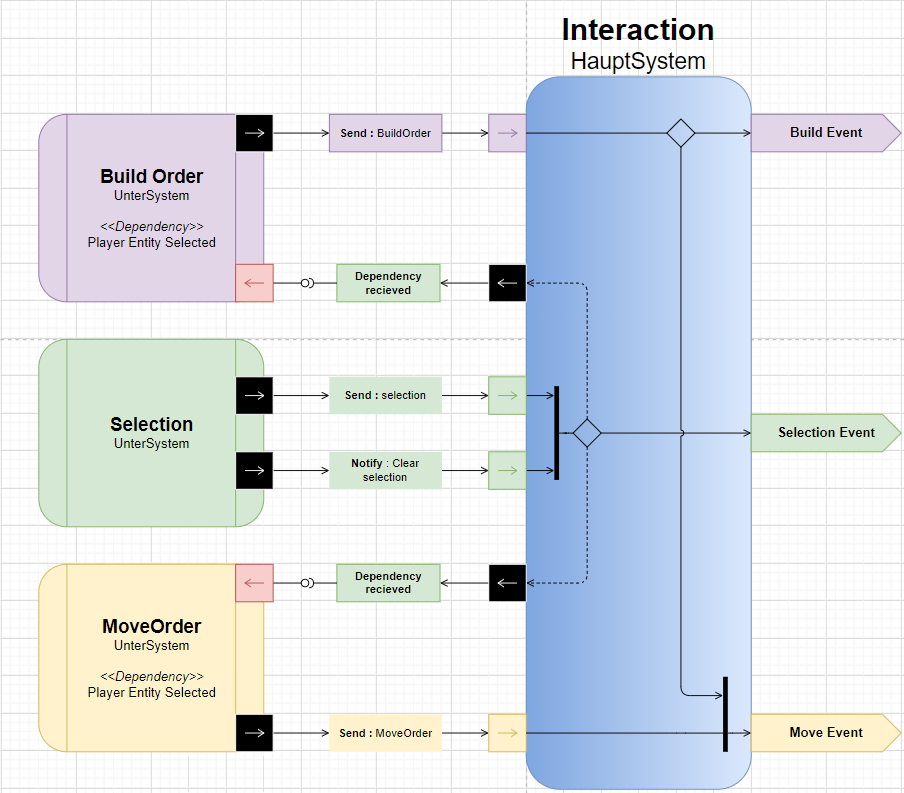 Interaction
HauptSystem
Send : BuildOrder
Build Event
Build Order
UnterSystem
<<Dependency>>
Player Entity Selected
Dependency
recieved
Send : selection
Selection
UnterSystem
Selection Event
Notify : Clear
selection
Dependency
recieved
MoveOrder
UnterSystem
<<Dependency>>
Player Entity Selected
Send : MoveOrder
Move Event